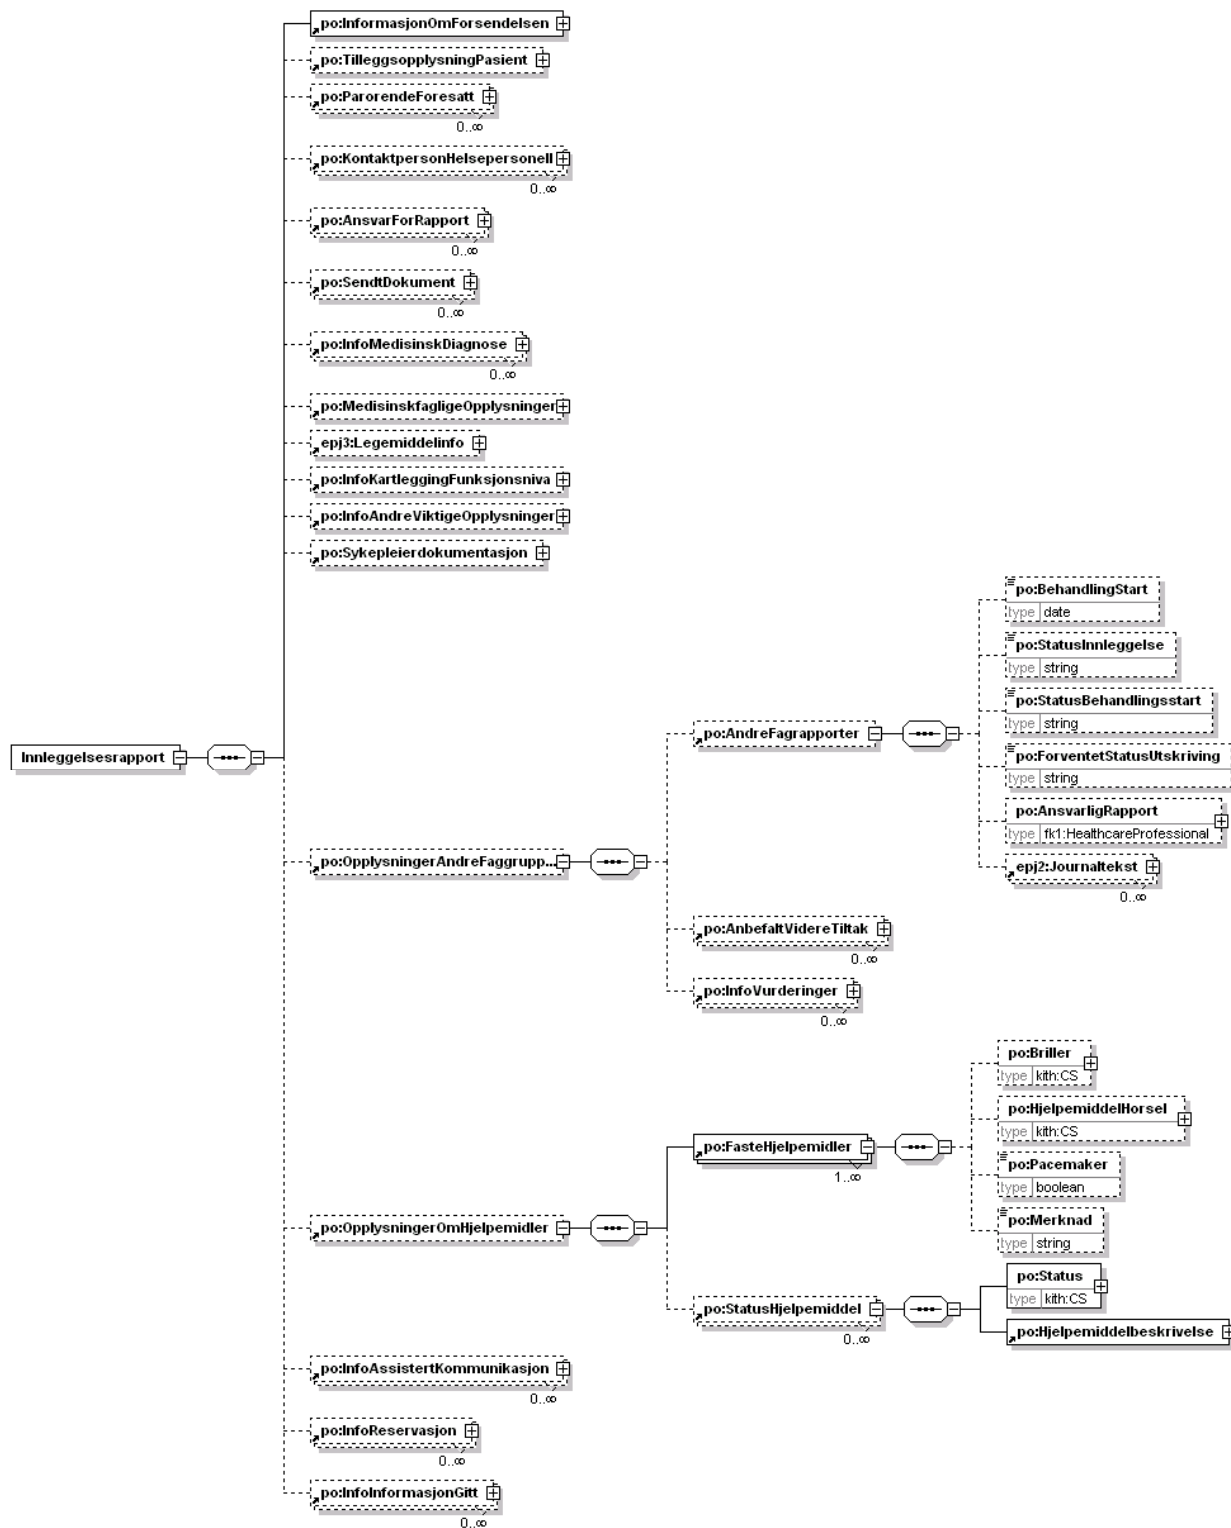 po:InformasjonOmForsendelsen
po:TilleggsopplysningPasient
po:ParorendeForesatt
0..∞
po:KontaktpersonHelsepersonell
0..∞
po:AnsvarForRapport
0..∞
po:SendtDokument
0..∞
po:InfoMedisinskDiagnose
0..∞
po:MedisinskfagligeOpplysninger
epj3:Legemiddelinfo
po:InfoKartleggingFunksjonsniva
po:InfoAndreViktigeOpplysninger
po:Sykepleierdokumentasjon
Innleggelsesrapport
po:OpplysningerAndreFaggrupp...
po:AndreFagrapporter
po:BehandlingStart
type date
po:StatusInnleggelse
type string
po:StatusBehandlingsstart
type string
po:ForventetStatusUtskriving
type string
po:AnsvarligRapport
type fk1:HealthcareProfessional
epj2:Journaltekst
0..∞
po:AnbefaltVidereTiltak
0..∞
po:InfoVurderinger
0..∞
po:OpplysningerOmHjelpemidler
po:FasteHjelpemidler
1..∞
po:Briller
type kith:CS
po:HjelpemiddelHorsel
type kith:CS
po:Pacemaker
type boolean
po:Merknad
type string
po:StatusHjelpemiddel
0..∞
po:Status
type kith:CS
po:Hjelpemiddelbeskrivelse
po:InfoAssistertKommunikasjon
0..∞
po:InfoReservasjon
0..∞
po:InfoInformasjonGitt
0..∞